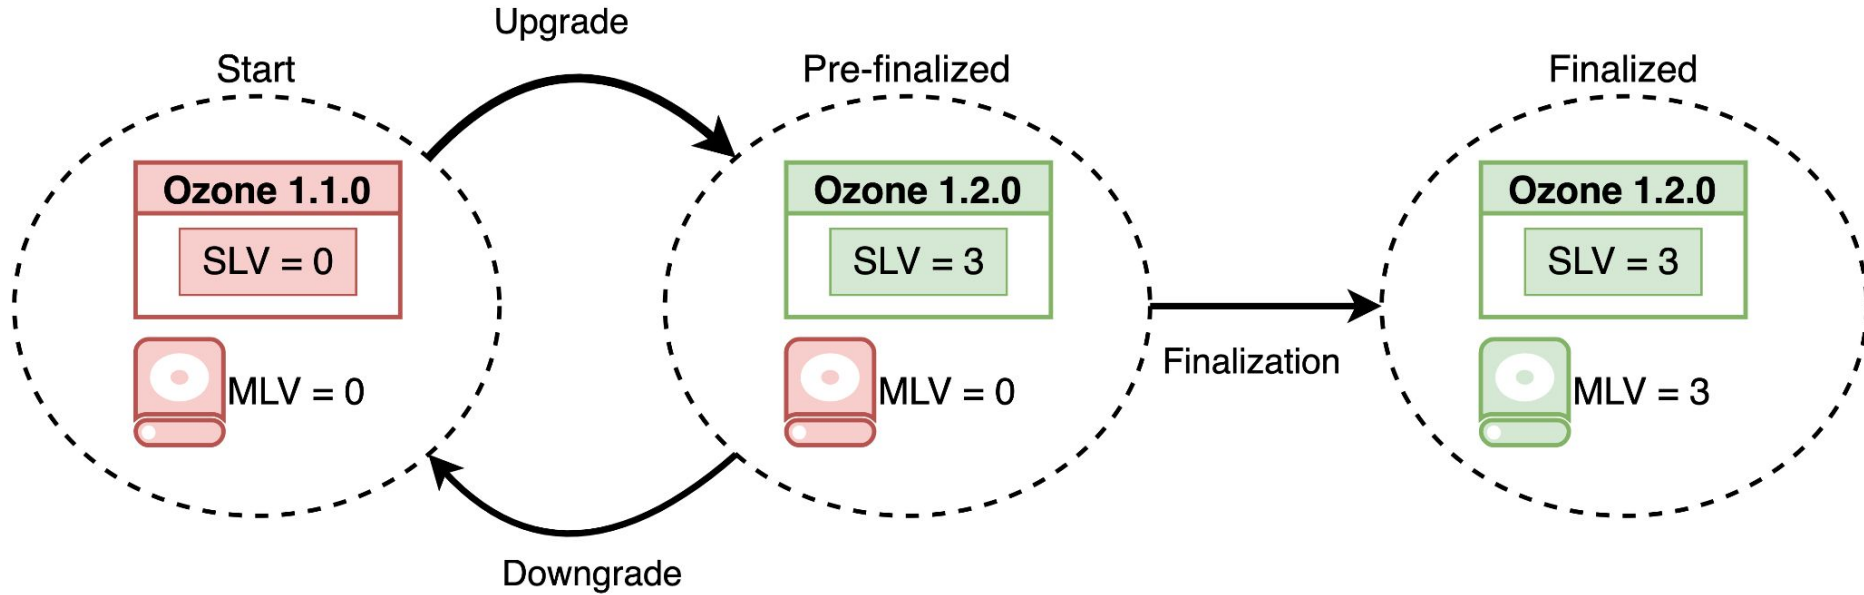 Upgrade
Start
Pre-finalized
Finalized
Ozone 1.1.0
SLV = 0
MLV = 0
Ozone 1.2.0
SLV = 3
MLV = 0
Finalization
Ozone 1.2.0
SLV = 3
MLV = 3
Downgrade